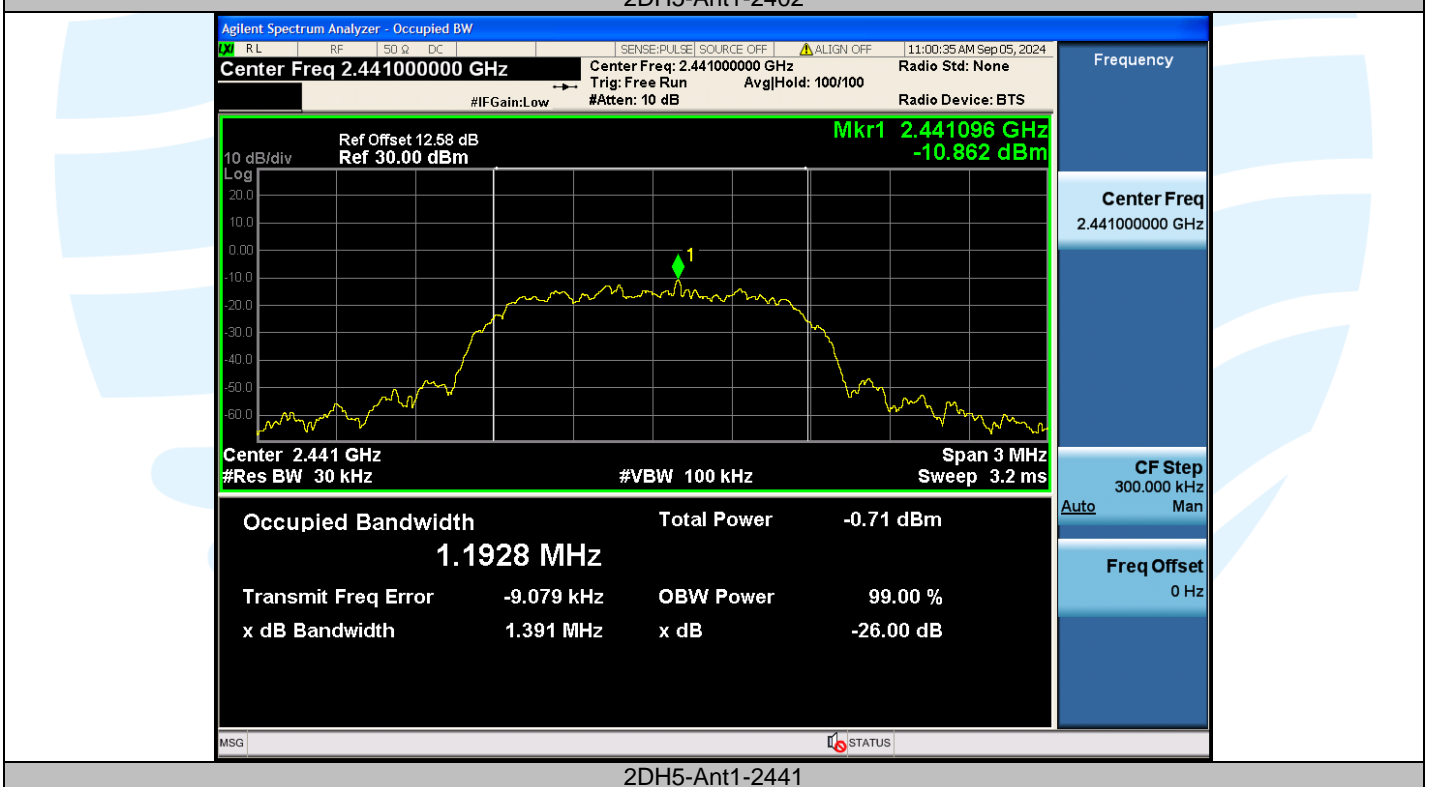 2DH5-Ant1-2402
Agilent Spectrum Analyzer - Occupied BW
LXI RL RF 50 Ω DC SENSE:PULSE SOURCE OFF ALIGN OFF 11:00:35 AM Sep 05, 2024
Center Freq 2.441000000 GHz
Center Freq: 2.441000000 GHz
Radio Std: None
Trig: Free Run
Avg|Hold: 100/100
#IFGain:Low
#Atten: 10 dB
Radio Device: BTS
Mkr1 2.441096 GHz
-10.862 dBm
Ref Offset 12.58 dB
10 dB/div Ref 30.00 dBm
Log
20.0
10.0
0.00
-10.0
-20.0
-30.0
-40.0
-50.0
-60.0
1
Center 2.441 GHz
Span 3 MHz
#Res BW 30 kHz
#VBW 100 kHz
Sweep 3.2 ms
Occupied Bandwidth
Total Power -0.71 dBm
1.1928 MHz
Transmit Freq Error -9.079 kHz
OBW Power 99.00 %
x dB Bandwidth 1.391 MHz
x dB -26.00 dB
Frequency
Center Freq
2.441000000 GHz
CF Step
300.000 kHz
Auto Man
Freq Offset
0 Hz
MSG
STATUS
2DH5-Ant1-2441